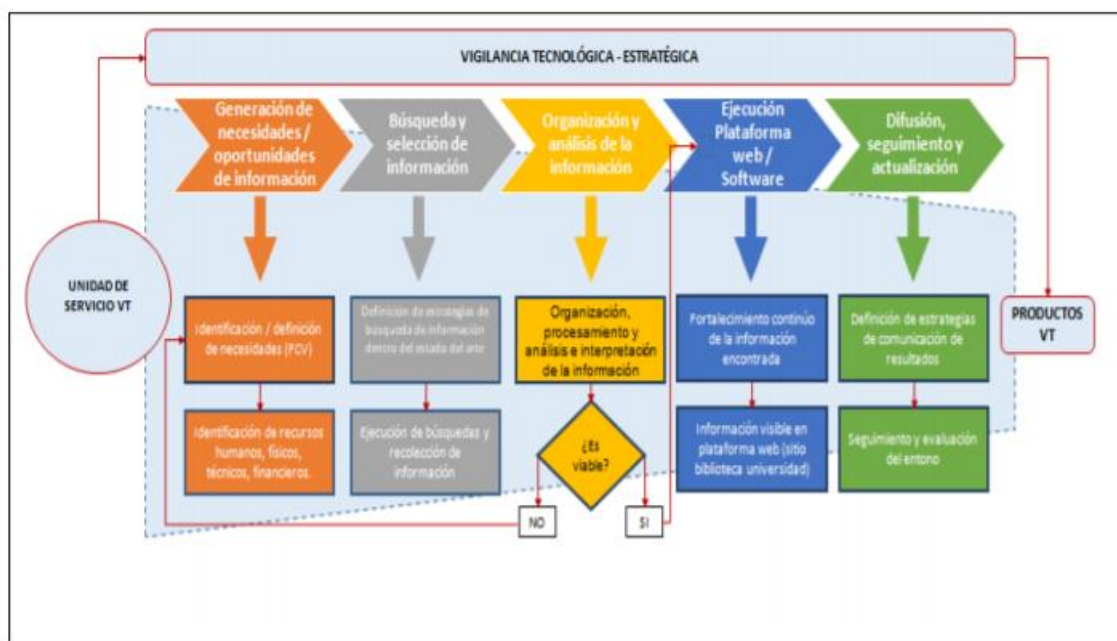 VIGILANCIA TECNOLÓGICA - ESTRATÉGICA
Generación de
necesidades /
oportunidades
de información
Búsqueda y
selección de
información
Organización y
análisis de la
información
Ejecución
Plataforma
web /
Software
Difusión,
seguimiento y
actualización
UNIDAD DE
SERVICIO VT
Identificación / definición
de necesidades (FCV)
Definición de estrategias de
búsqueda de información
dentro del estado del arte
Organización,
procesamiento y
análisis e interpretación
de la información
Fortalecimiento continúo
de la información
encontrada
Definición de estrategias
de comunicación de
resultados
PRODUCTOS
VT
Identificación de recursos
humanos, físicos,
técnicos, financieros.
Ejecución de búsquedas y
recolección de
información
¿Es
viable?
Información visible en
plataforma web (sitio
biblioteca universidad)
Seguimiento y evaluación
del entono
NO
SI